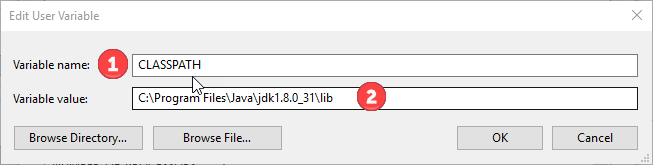 Edit User Variable
Variable name: 1 CLASSPATH
Variable value: C:\Program Files\Java\jdk1.8.0_31\lib 2
Browse Directory... Browse File... OK Cancel